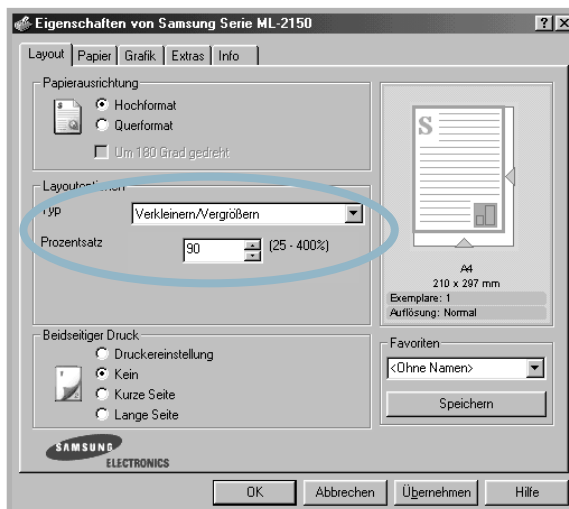 Eigenschaften von Samsung Serie ML-2150
Layout Papier Grafik Extras Info
Papierausrichtung
Hochformat
Querformat
Um 180 Grad gedreht
Layoutoptionen
Typ Verkleinern/Vergrößern
Prozentsatz 90 (25 - 400%)
Beidseitiger Druck
Druckereinstellung
Kein
Kurze Seite
Lange Seite
S
A4
210 x 297 mm
Exemplare: 1
Auflösung: Normal
Favoriten
<Ohne Namen>
Speichern
SAMSUNG
ELECTRONICS
OK Abbrechen Übernehmen Hilfe